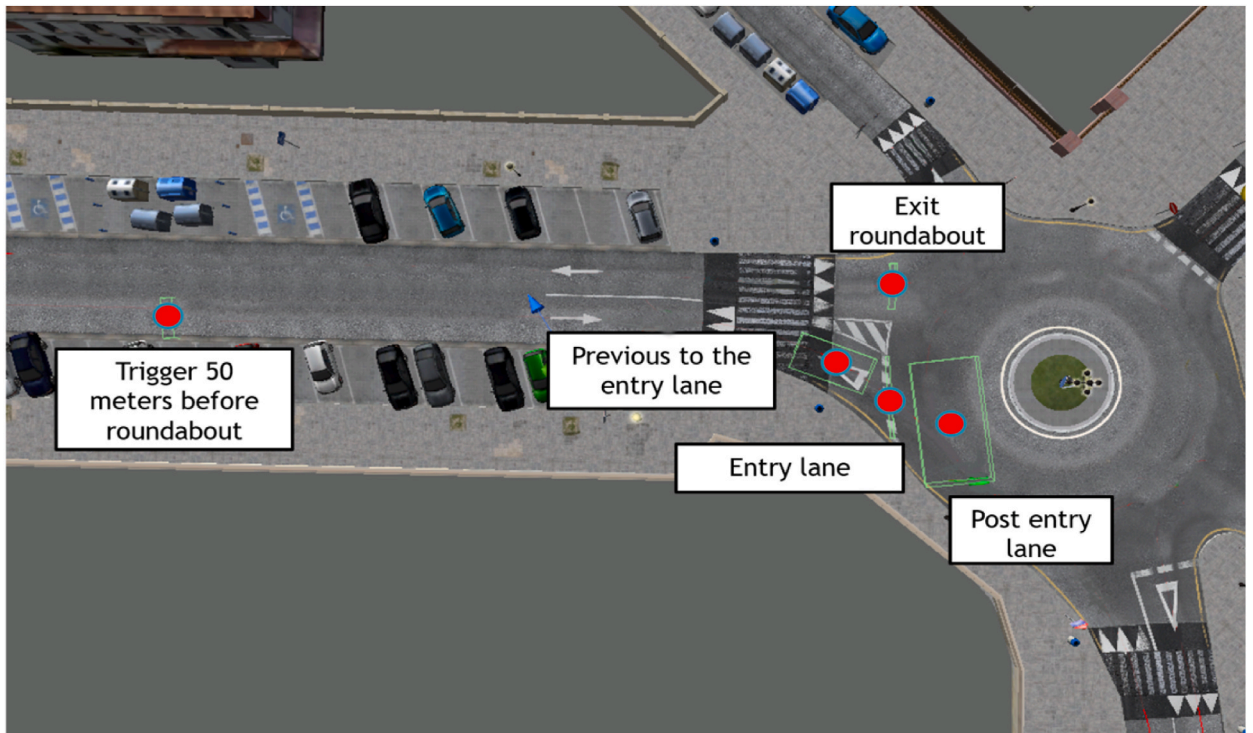 Exit
roundabout
Trigger 50
meters before
roundabout
Previous to the
entry lane
Entry lane
Post entry
lane